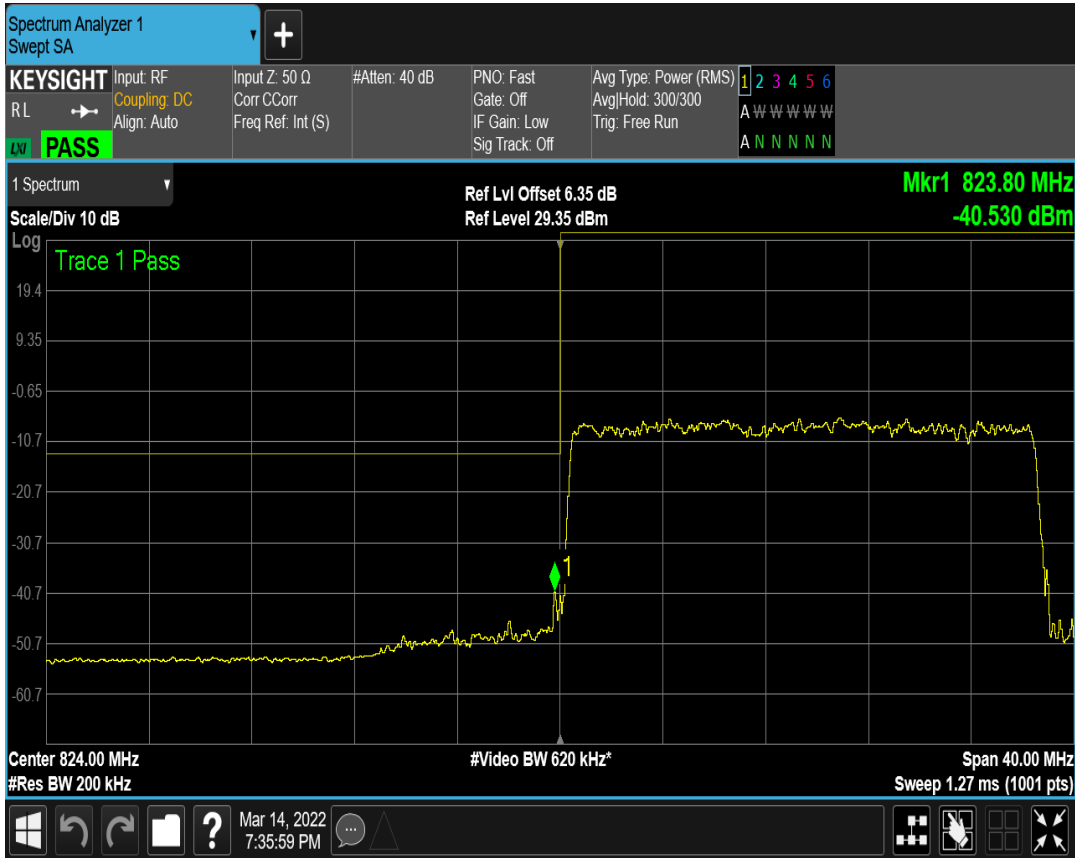 Spectrum Analyzer 1
Swept SA
+
KEYSIGHT Input: RF Input Z: 50 Ω #Atten: 40 dB PNO: Fast Avg Type: Power (RMS) 1 2 3 4 5 6
RL Coupling: DC Corr CCorr Gate: Off Avg|Hold: 300/300 A W W W W W
Align: Auto Freq Ref: Int (S) IF Gain: Low Trig: Free Run
LXI PASS Sig Track: Off A N N N N N
1 Spectrum Ref Lvl Offset 6.35 dB Mkr1 823.80 MHz
Scale/Div 10 dB Ref Level 29.35 dBm -40.530 dBm
Log
Trace 1 Pass
19.4
9.35
-0.65
-10.7
-20.7
-30.7
1
-40.7
-50.7
-60.7
Center 824.00 MHz #Video BW 620 kHz* Span 40.00 MHz
#Res BW 200 kHz Sweep 1.27 ms (1001 pts)
? Mar 14, 2022
7:35:59 PM